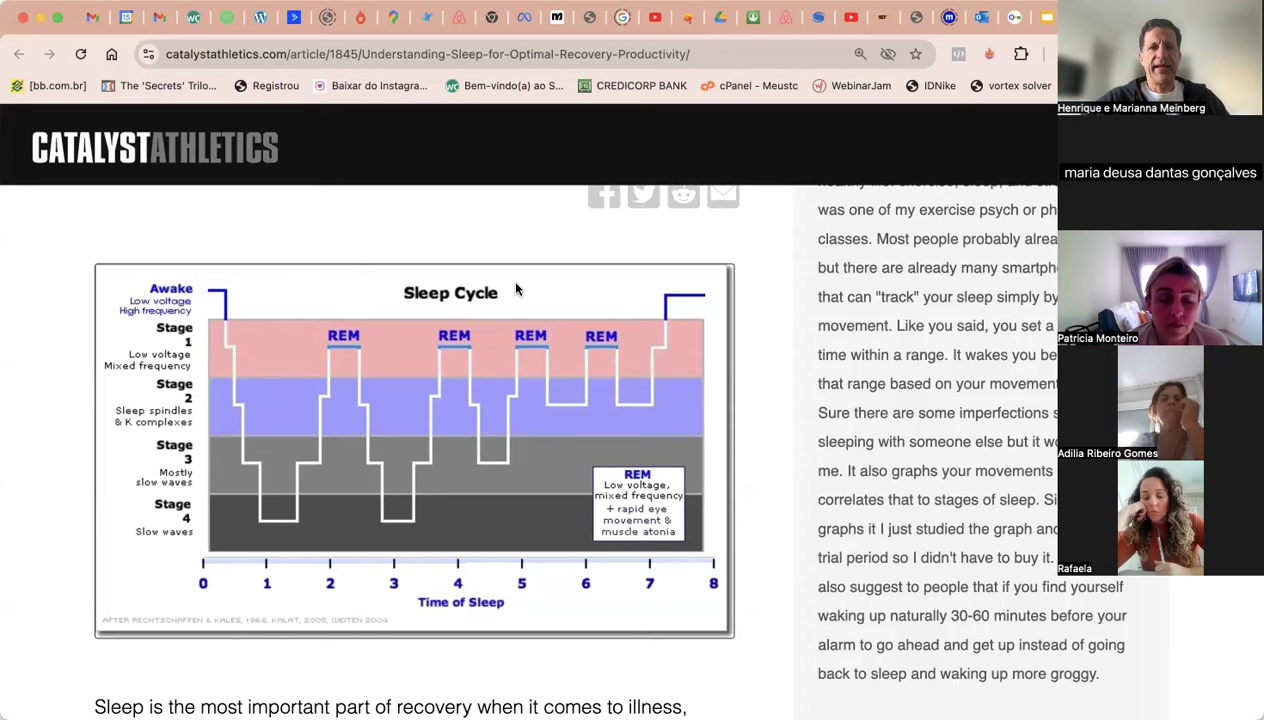 catalystathletics.com/article/1845/Understanding-Sleep-for-Optimal-Recovery-Productivity/
[bb.com.br]
The 'Secrets' Trilo...
Registrou
Baixar do Instagra...
Bem-vindo(a) ao S...
CREDICORP BANK
cPanel - Meustc
WebinarJam
IDNike
vortex solver
CATALYSTATHLETICS
Sleep Cycle
Awake
Low voltage
High frequency
Stage
1
Low voltage
Mixed frequency
Stage
2
Sleep spindles
& K complexes
Stage
3
Mostly
slow waves
Stage
4
Slow waves
REM
REM
REM
REM
REM
Low voltage,
mixed frequency
+ rapid eye
movement &
muscle atonia
0 1 2 3 4 5 6 7 8
Time of Sleep
AFTER RECHTSCHAFFEN & KALES, 1968, KALAT, 2005, WEITEN 2004
Sleep is the most important part of recovery when it comes to illness,
was one of my exercise psych or ph
classes. Most people probably alrea
but there are already many smartpho
that can "track" your sleep simply by
movement. Like you said, you set a
time within a range. It wakes you be
that range based on your movement
Sure there are some imperfections s
sleeping with someone else but it wo
me. It also graphs your movements
correlates that to stages of sleep. Si
graphs it I just studied the graph and
trial period so I didn't have to buy it.
also suggest to people that if you find yourself
waking up naturally 30-60 minutes before your
alarm to go ahead and get up instead of going
back to sleep and waking up more groggy.
Henrique e Marianna Meinberg
maria deusa dantas gonçalves
Patricia Monteiro
Adilia Ribeiro Gomes
Rafaela